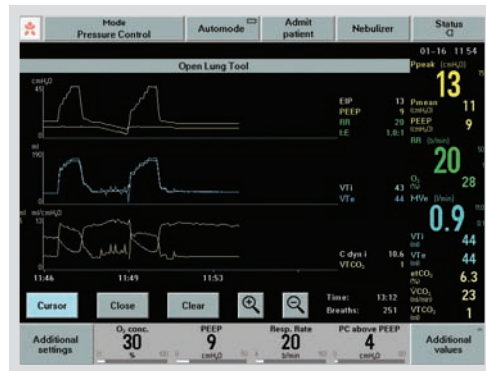 Mode
Pressure Control
Automode
Admit
patient
Nebulizer
Status
01-16 11:54
Open Lung Tool
Ppeak (cmH₂O)
13
cmH₂O
45
EIP 13
PEEP 9
RR 20
I:E 1.0:1
Pmean
(cmH₂O)
11
PEEP
(cmH₂O)
9
RR (b/min)
20
O₂
(%)
28
ml
190
VTi 43
VTe 44
MVe (l/min)
0.9
VTi
(ml)
44
VTe
(ml)
44
ml ml/cmH₂O
C dyn i 10.6
VTCO₂ 1
11:46
11:49
11:53
etCO₂
(%)
6.3
V̇CO₂
(ml/min)
23
VTCO₂
(ml)
1
Cursor
Close
Clear
Time: 13:12
Breaths: 251
Additional
settings
O₂ conc.
30
%
PEEP
9
cmH₂O
Resp. Rate
20
b/min
PC above PEEP
4
cmH₂O
Additional
values